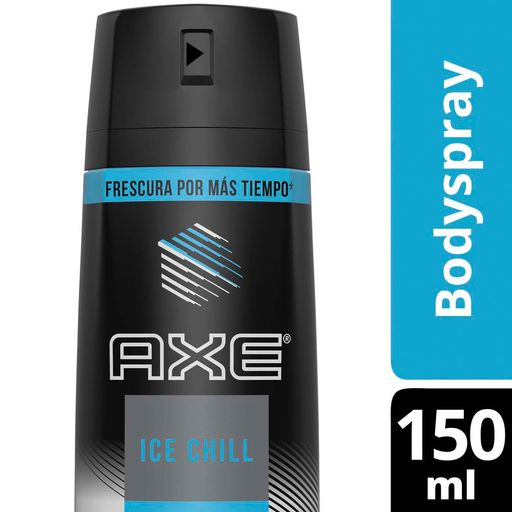 FRESCURA POR MÁS TIEMPO*
AXE®
ICE CHILL
Bodyspray
150
ml